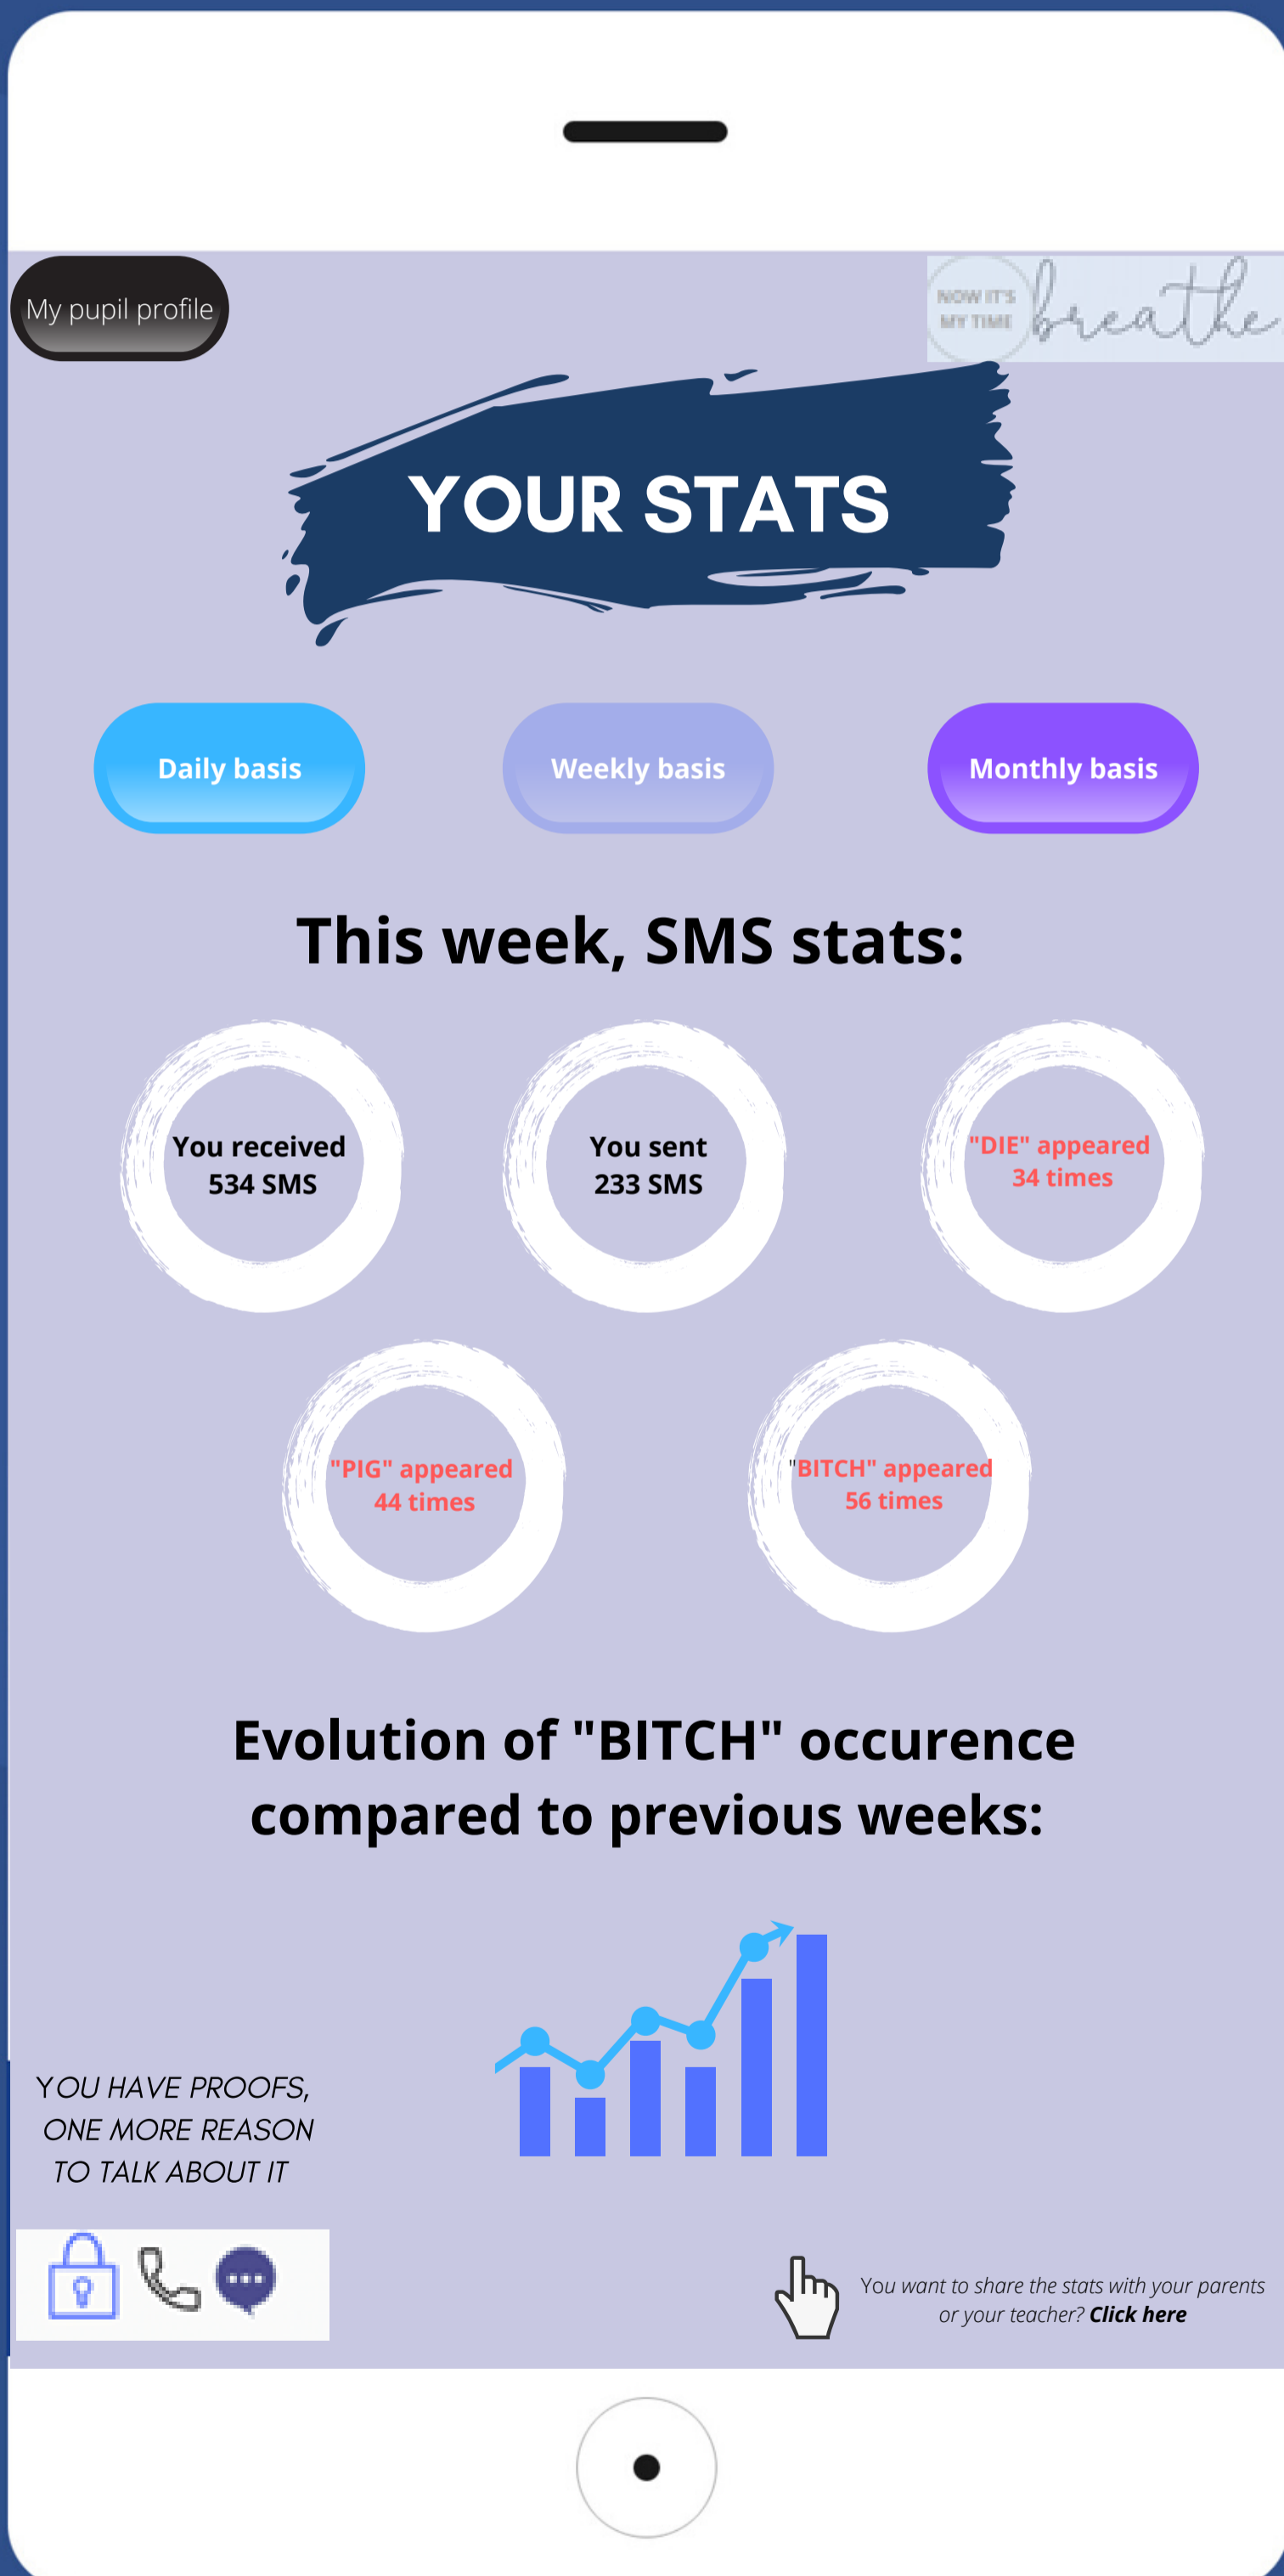 My pupil profile
NOW IT'S
MY TIME
breathe
YOUR STATS
Daily basis
Weekly basis
Monthly basis
This week, SMS stats:
You received
534 SMS
You sent
233 SMS
"DIE" appeared
34 times
"PIG" appeared
44 times
"BITCH" appeared
56 times
Evolution of "BITCH" occurence
compared to previous weeks:
YOU HAVE PROOFS,
ONE MORE REASON
TO TALK ABOUT IT
You want to share the stats with your parents
or your teacher? Click here